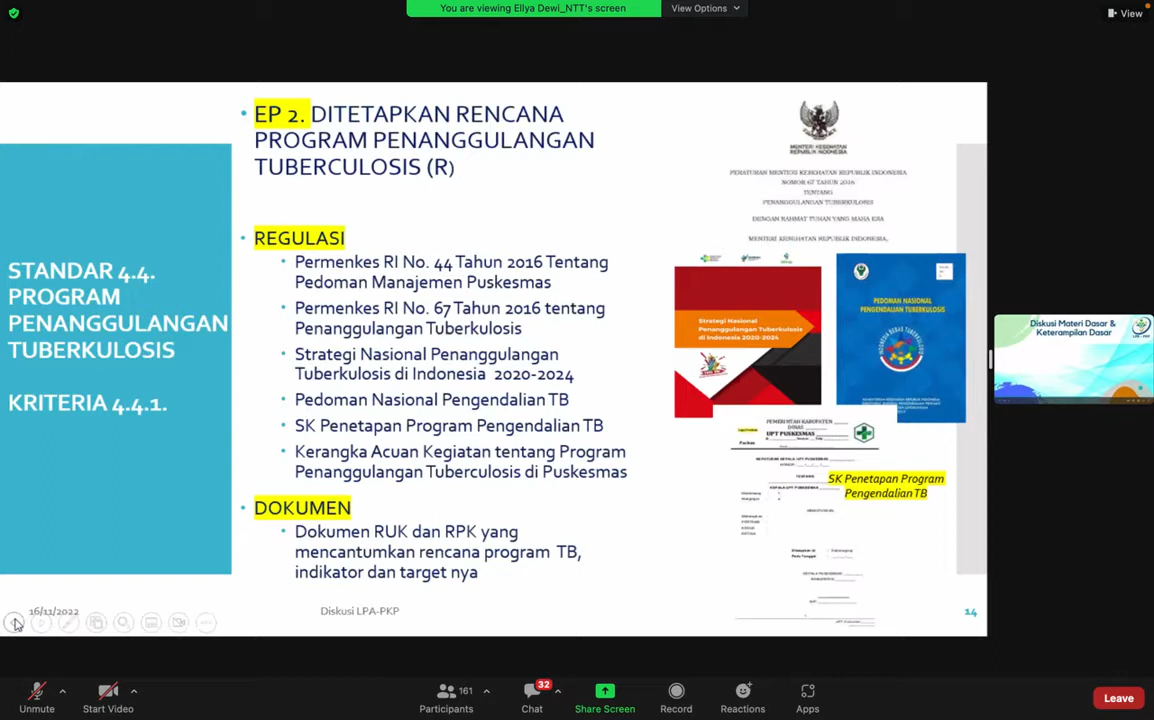 You are viewing Ellya Dewi_NTT's screen
View Options
View
STANDAR 4.4.
PROGRAM
PENANGGULANGAN
TUBERKULOSIS
KRITERIA 4.4.1.
EP 2. DITETAPKAN RENCANA
PROGRAM PENANGGULANGAN
TUBERCULOSIS (R)
REGULASI
Permenkes RI No. 44 Tahun 2016 Tentang
Pedoman Manajemen Puskesmas
Permenkes RI No. 67 Tahun 2016 tentang
Penanggulangan Tuberkulosis
Strategi Nasional Penanggulangan
Tuberkulosis di Indonesia 2020-2024
Pedoman Nasional Pengendalian TB
SK Penetapan Program Pengendalian TB
Kerangka Acuan Kegiatan tentang Program
Penanggulangan Tuberculosis di Puskesmas
DOKUMEN
Dokumen RUK dan RPK yang
mencantumkan rencana program TB,
indikator dan target nya
MENTERI KESEHATAN
REPUBLIK INDONESIA
PERATURAN MENTERI KESEHATAN REPUBLIK INDONESIA
NOMOR 67 TAHUN 2016
TENTANG
PENANGGULANGAN TUBERKULOSIS
DENGAN RAHMAT TUHAN YANG MAHA ESA
MENTERI KESEHATAN REPUBLIK INDONESIA,
Strategi Nasional
Penanggulangan Tuberkulosis
di Indonesia 2020-2024
PEDOMAN NASIONAL
PENGENDALIAN TUBERKULOSIS
PEMERINTAH KABUPATEN
DINAS
UPT PUSKESMAS
SK Penetapan Program
Pengendalian TB
16/11/2022
Diskusi LPA-PKP
14
Diskusi Materi Dasar &
Keterampilan Dasar
Unmute
Start Video
161
Participants
32
Chat
Share Screen
Record
Reactions
Apps
Leave